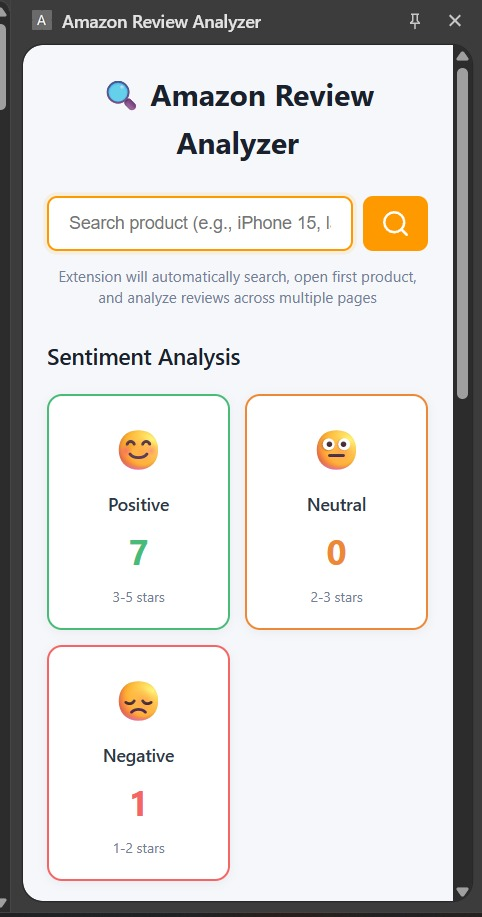 A Amazon Review Analyzer
Amazon Review
Analyzer
Search product (e.g., iPhone 15, l
Extension will automatically search, open first product,
and analyze reviews across multiple pages
Sentiment Analysis
Positive
7
3-5 stars
Neutral
0
2-3 stars
Negative
1
1-2 stars